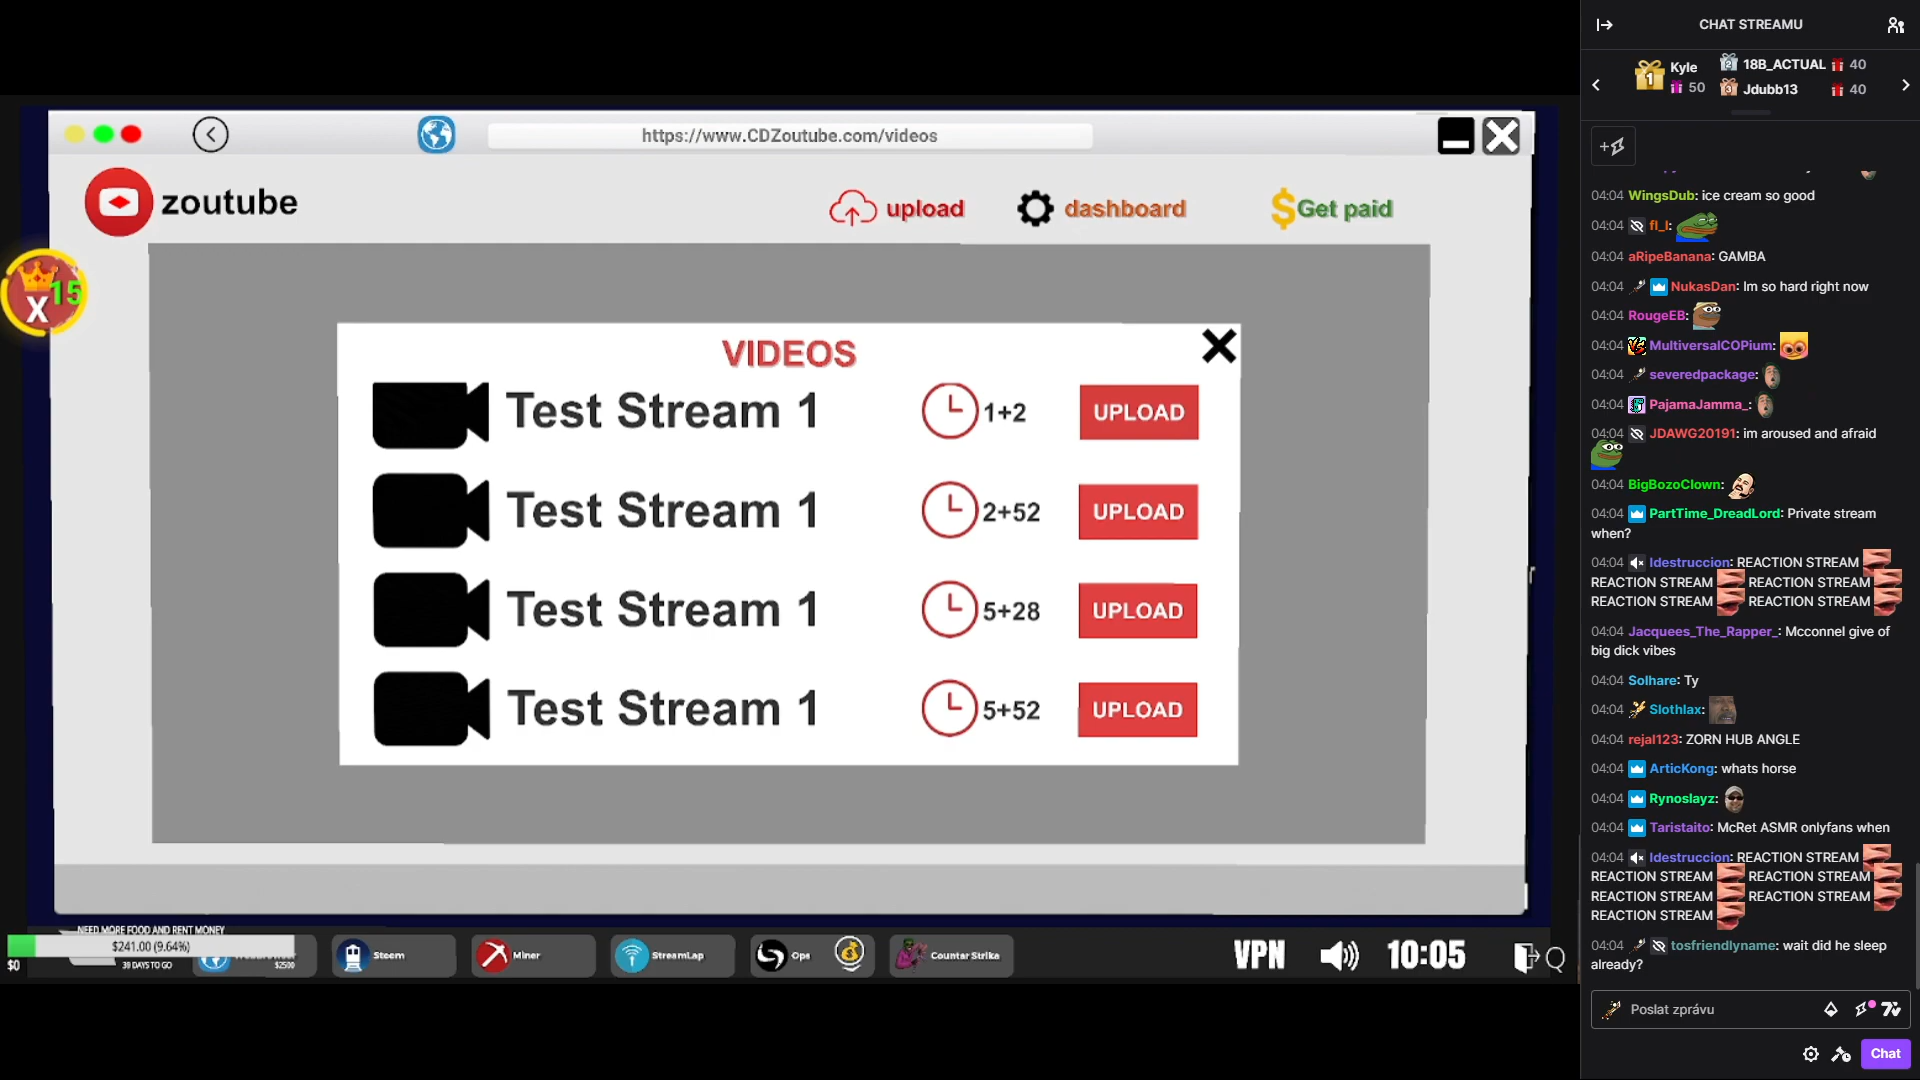 https://www.CDZoutube.com/videos
zoutube
upload
dashboard
Get paid
X 15
VIDEOS
Test Stream 1 1+2 UPLOAD
Test Stream 1 2+52 UPLOAD
Test Stream 1 5+28 UPLOAD
Test Stream 1 5+52 UPLOAD
NEED MORE FOOD AND RENT MONEY
$241.00 (9.64%)
$0 39 DAYS TO GO $2500
Steem
Miner
StreamLap
Ops
Countar Strika
VPN
10:05
CHAT STREAMU
1 Kyle 50
2 18B_ACTUAL 40
3 Jdubb13 40
04:04 WingsDub: ice cream so good
04:04 fl_l:
04:04 aRipeBanana: GAMBA
04:04 NukasDan: Im so hard right now
04:04 RougeEB:
04:04 MultiversalCOPium:
04:04 severedpackage:
04:04 PajamaJamma_:
04:04 JDAWG20191: im aroused and afraid
04:04 BigBozoClown:
04:04 PartTime_DreadLord: Private stream
when?
04:04 Idestruccion: REACTION STREAM
REACTION STREAM REACTION STREAM
REACTION STREAM REACTION STREAM
04:04 Jacquees_The_Rapper_: Mcconnel give of
big dick vibes
04:04 Solhare: Ty
04:04 Slothlax:
04:04 rejal123: ZORN HUB ANGLE
04:04 ArticKong: whats horse
04:04 Rynoslayz:
04:04 Taristaito: McRet ASMR onlyfans when
04:04 Idestruccion: REACTION STREAM
REACTION STREAM REACTION STREAM
REACTION STREAM REACTION STREAM
REACTION STREAM
04:04 tosfriendlyname: wait did he sleep
already?
Poslat zprávu
Chat